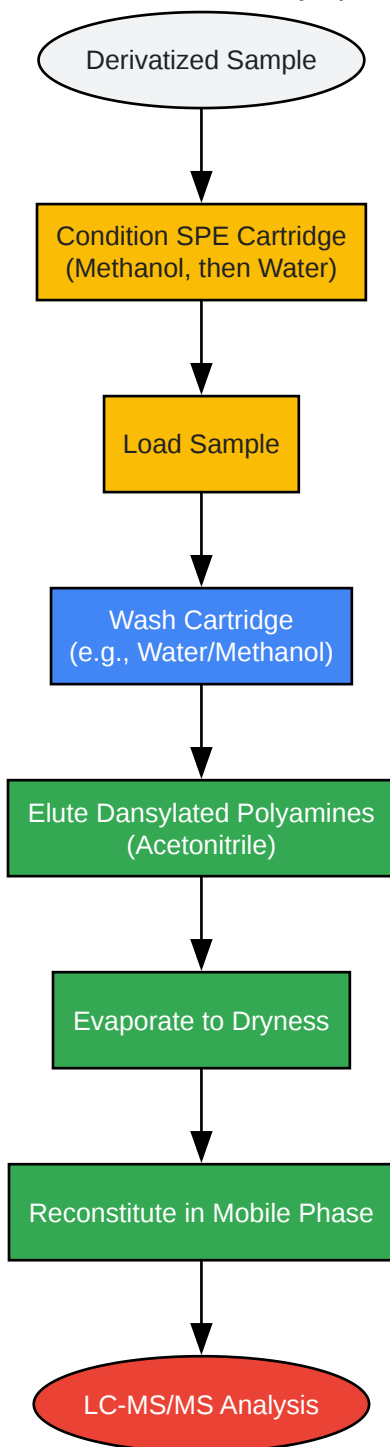 Derivatized Sample
Condition SPE Cartridge
(Methanol, then Water)
Load Sample
Wash Cartridge
(e.g., Water/Methanol)
Elute Dansylated Polyamines
(Acetonitrile)
Evaporate to Dryness
Reconstitute in Mobile Phase
LC-MS/MS Analysis